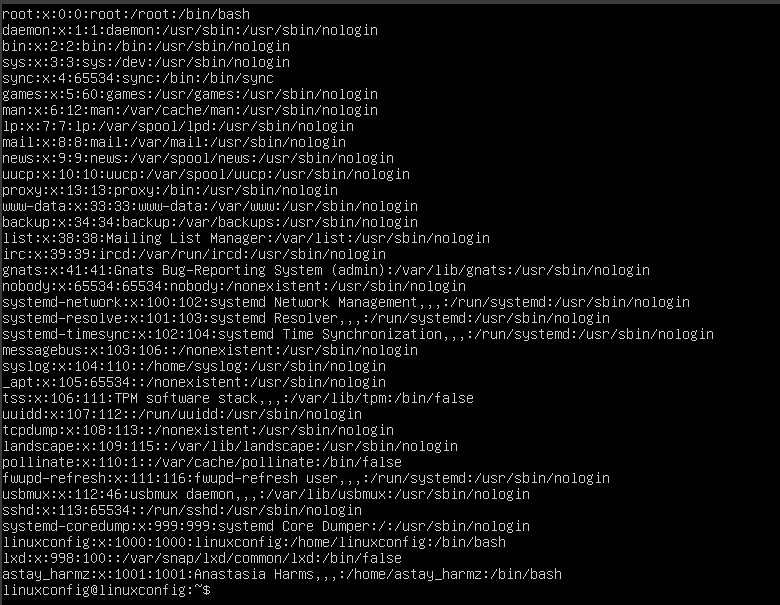 root:x:0:0:root:/root:/bin/bash
daemon:x:1:1:daemon:/usr/sbin:/usr/sbin/nologin
bin:x:2:2:bin:/bin:/usr/sbin/nologin
sys:x:3:3:sys:/dev:/usr/sbin/nologin
sync:x:4:65534:sync:/bin:/bin/sync
games:x:5:60:games:/usr/games:/usr/sbin/nologin
man:x:6:12:man:/var/cache/man:/usr/sbin/nologin
lp:x:7:7:lp:/var/spool/lpd:/usr/sbin/nologin
mail:x:8:8:mail:/var/mail:/usr/sbin/nologin
news:x:9:9:news:/var/spool/news:/usr/sbin/nologin
uucp:x:10:10:uucp:/var/spool/uucp:/usr/sbin/nologin
proxy:x:13:13:proxy:/bin:/usr/sbin/nologin
www-data:x:33:33:www-data:/var/www:/usr/sbin/nologin
backup:x:34:34:backup:/var/backups:/usr/sbin/nologin
list:x:38:38:Mailing List Manager:/var/list:/usr/sbin/nologin
irc:x:39:39:ircd:/var/run/ircd:/usr/sbin/nologin
gnats:x:41:41:Gnats Bug-Reporting System (admin):/var/lib/gnats:/usr/sbin/nologin
nobody:x:65534:65534:nobody:/nonexistent:/usr/sbin/nologin
systemd-network:x:100:102:systemd Network Management,,,:/run/systemd:/usr/sbin/nologin
systemd-resolve:x:101:103:systemd Resolver,,,:/run/systemd:/usr/sbin/nologin
systemd-timesync:x:102:104:systemd Time Synchronization,,,:/run/systemd:/usr/sbin/nologin
messagebus:x:103:106::/nonexistent:/usr/sbin/nologin
syslog:x:104:110::/home/syslog:/usr/sbin/nologin
_apt:x:105:65534::/nonexistent:/usr/sbin/nologin
tss:x:106:111:TPM software stack,,,:/var/lib/tpm:/bin/false
uuidd:x:107:112::/run/uuidd:/usr/sbin/nologin
tcpdump:x:108:113::/nonexistent:/usr/sbin/nologin
landscape:x:109:115::/var/lib/landscape:/usr/sbin/nologin
pollinate:x:110:1::/var/cache/pollinate:/bin/false
fwupd-refresh:x:111:116:fwupd-refresh user,,,:/run/systemd:/usr/sbin/nologin
usbmux:x:112:46:usbmux daemon,,,:/var/lib/usbmux:/usr/sbin/nologin
sshd:x:113:65534::/run/sshd:/usr/sbin/nologin
systemd-coredump:x:999:999:systemd Core Dumper:/:/usr/sbin/nologin
linuxconfig:x:1000:1000:linuxconfig:/home/linuxconfig:/bin/bash
lxd:x:998:100::/var/snap/lxd/common/lxd:/bin/false
astay_harmz:x:1001:1001:Anastasia Harms,,,:/home/astay_harmz:/bin/bash
linuxconfig@linuxconfig:~$